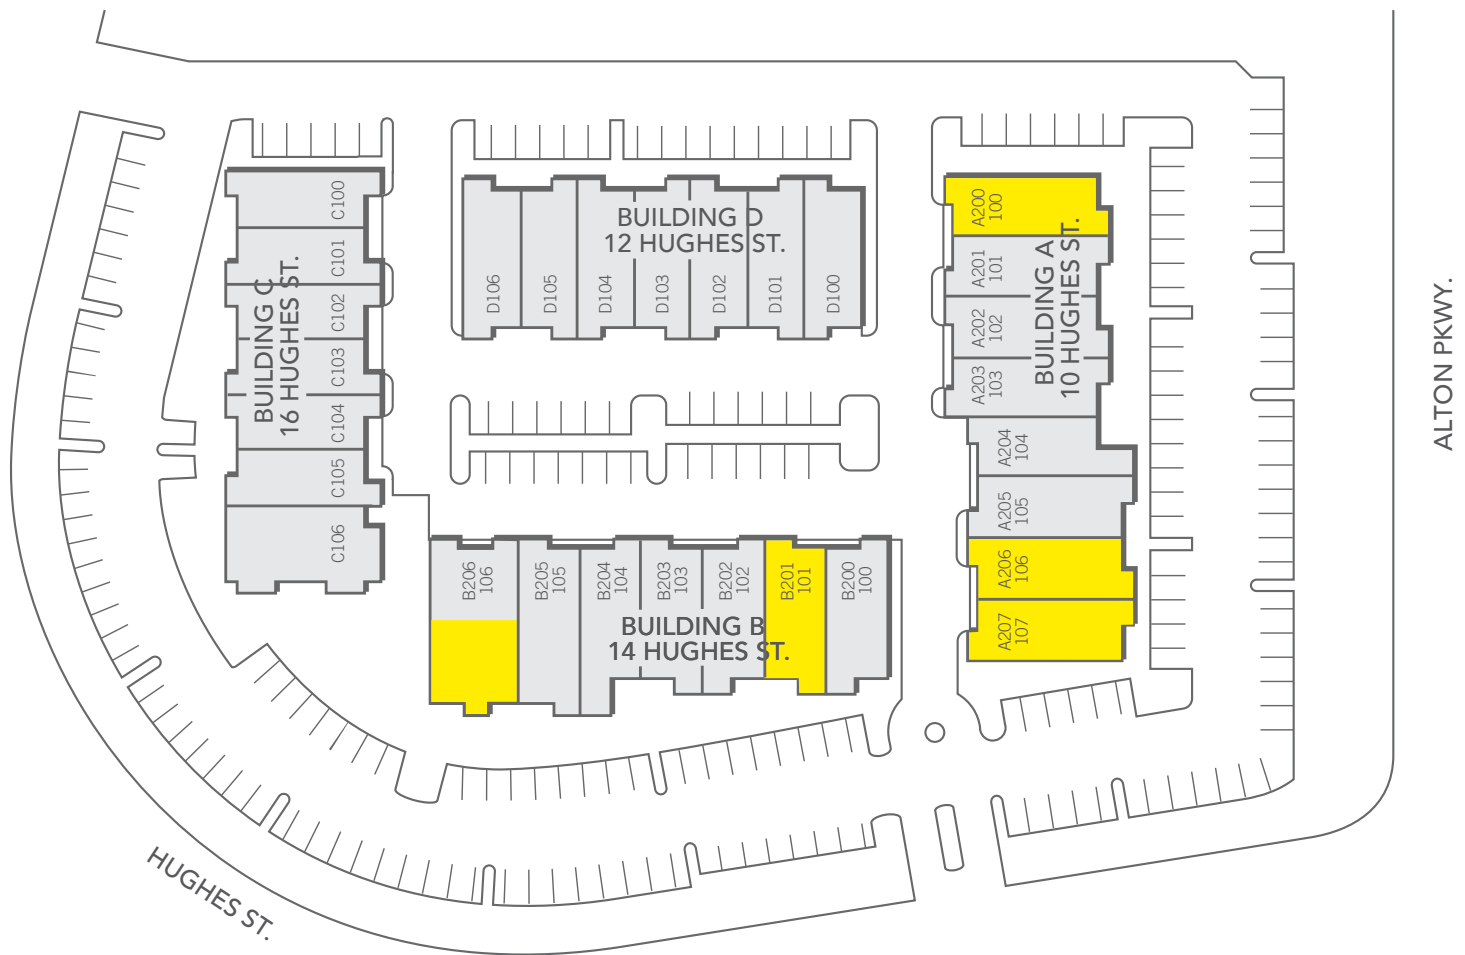 C100
C101
C102
C103
C104
C105
C106
BUILDING C
16 HUGHES ST.
BUILDING D
12 HUGHES ST.
D106
D105
D104
D103
D102
D101
D100
A200
100
A201
101
A202
102
A203
103
A204
104
A205
105
A206
106
A207
107
BUILDING A
10 HUGHES ST.
B206
106
B205
105
B204
104
B203
103
B202
102
B201
101
B200
100
BUILDING B
14 HUGHES ST.
ALTON PKWY.
HUGHES ST.